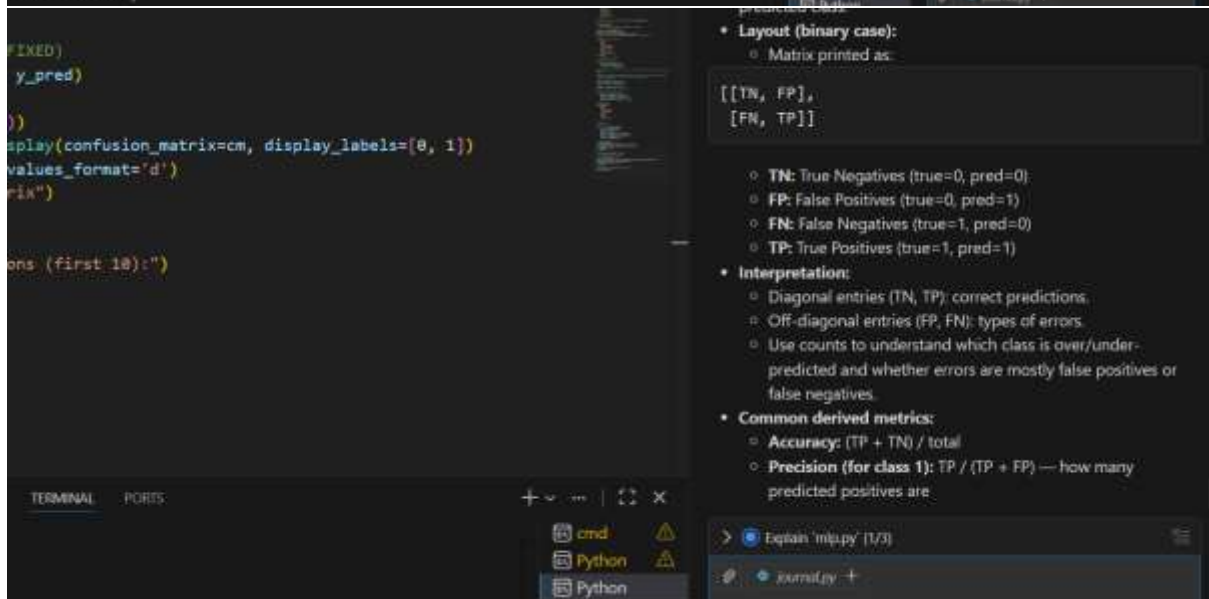 FIXED)
y_pred)
))
splay(confusion_matrix=cm, display_labels=[0, 1])
values_format='d')
rix")
ons (first 10):")
TERMINAL PORTS
cmd
Python
Python
predicted class.
• Layout (binary case):
◦ Matrix printed as:
[[TN, FP],
[FN, TP]]
◦ TN: True Negatives (true=0, pred=0)
◦ FP: False Positives (true=0, pred=1)
◦ FN: False Negatives (true=1, pred=0)
◦ TP: True Positives (true=1, pred=1)
• Interpretation:
◦ Diagonal entries (TN, TP): correct predictions.
◦ Off-diagonal entries (FP, FN): types of errors.
◦ Use counts to understand which class is over/under-
predicted and whether errors are mostly false positives or
false negatives.
• Common derived metrics:
◦ Accuracy: (TP + TN) / total
◦ Precision (for class 1): TP / (TP + FP) — how many
predicted positives are
Explain 'mlp.py' (1/3)
journal.py +